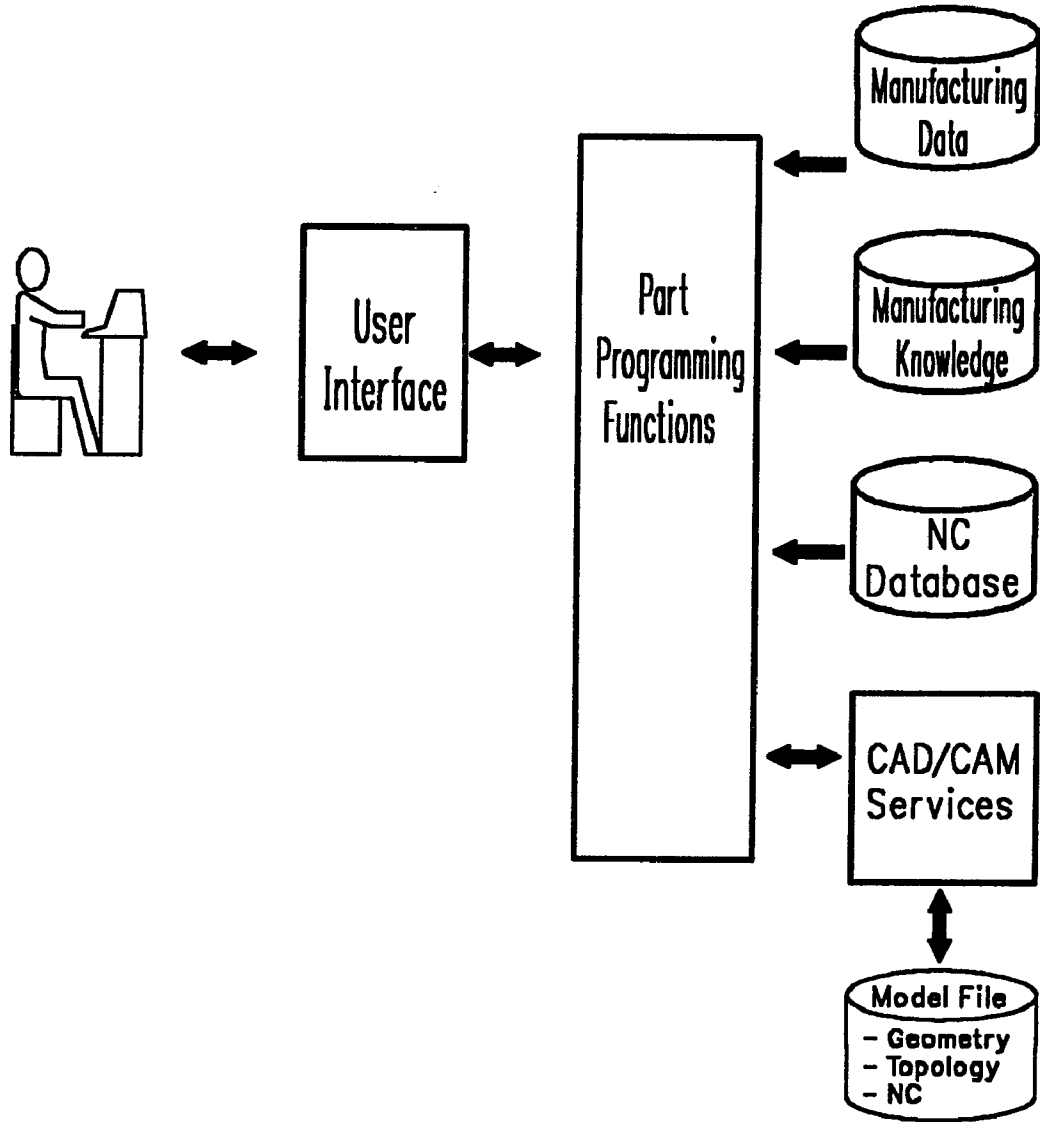 Manufacturing
Data
User
Interface
Part
Programming
Functions
Manufacturing
Knowledge
NC
Database
CAD/CAM
Services
Model File
- Geometry
- Topology
- NC